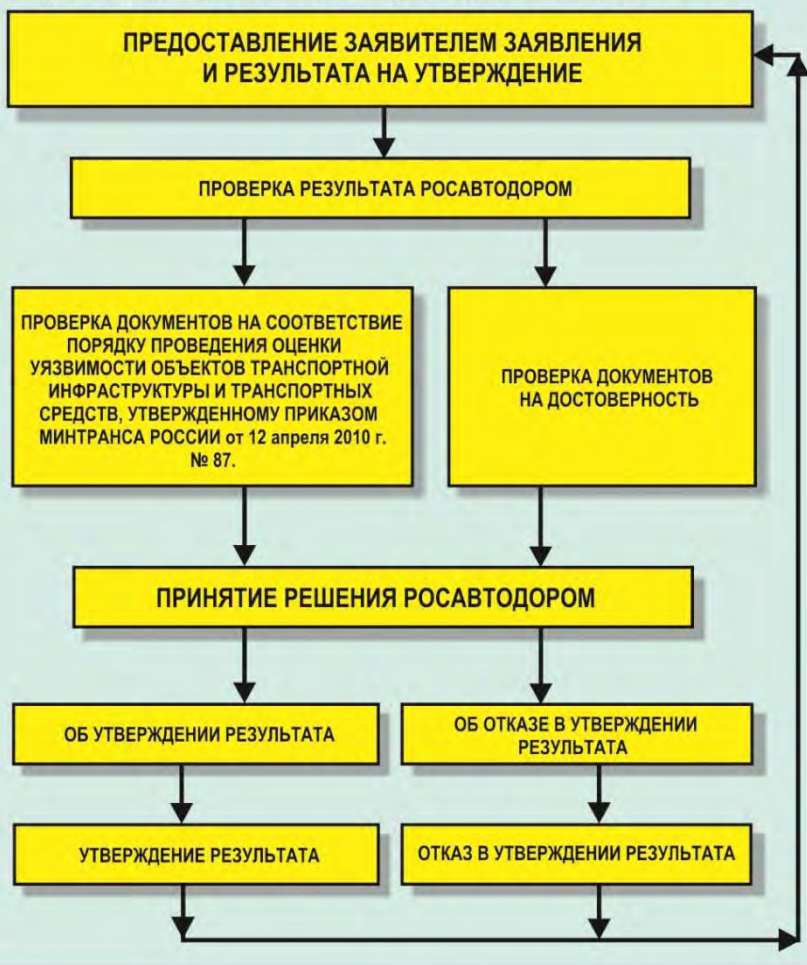 ПРЕДОСТАВЛЕНИЕ ЗАЯВИТЕЛЕМ ЗАЯВЛЕНИЯ
И РЕЗУЛЬТАТА НА УТВЕРЖДЕНИЕ
ПРОВЕРКА РЕЗУЛЬТАТА РОСАВТОДОРОМ
ПРОВЕРКА ДОКУМЕНТОВ НА СООТВЕТСТВИЕ
ПОРЯДКУ ПРОВЕДЕНИЯ ОЦЕНКИ
УЯЗВИМОСТИ ОБЪЕКТОВ ТРАНСПОРТНОЙ
ИНФРАСТРУКТУРЫ И ТРАНСПОРТНЫХ
СРЕДСТВ, УТВЕРЖДЕННОМУ ПРИКАЗОМ
МИНТРАНСА РОССИИ от 12 апреля 2010 г.
№ 87.
ПРОВЕРКА ДОКУМЕНТОВ
НА ДОСТОВЕРНОСТЬ
ПРИНЯТИЕ РЕШЕНИЯ РОСАВТОДОРОМ
ОБ УТВЕРЖДЕНИИ РЕЗУЛЬТАТА
ОБ ОТКАЗЕ В УТВЕРЖДЕНИИ
РЕЗУЛЬТАТА
УТВЕРЖДЕНИЕ РЕЗУЛЬТАТА
ОТКАЗ В УТВЕРЖДЕНИИ РЕЗУЛЬТАТА